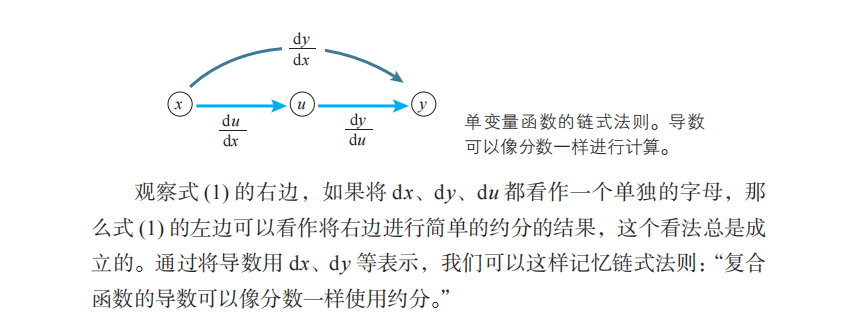 dy
dx
x
u
y
du
dx
dy
du
单变量函数的链式法则。导数
可以像分数一样进行计算。
观察式 (1) 的右边，如果将 dx、dy、du 都看作一个单独的字母，那
么式 (1) 的左边可以看作将右边进行简单的约分的结果，这个看法总是成
立的。通过将导数用 dx、dy 等表示，我们可以这样记忆链式法则：“复合
函数的导数可以像分数一样使用约分。”